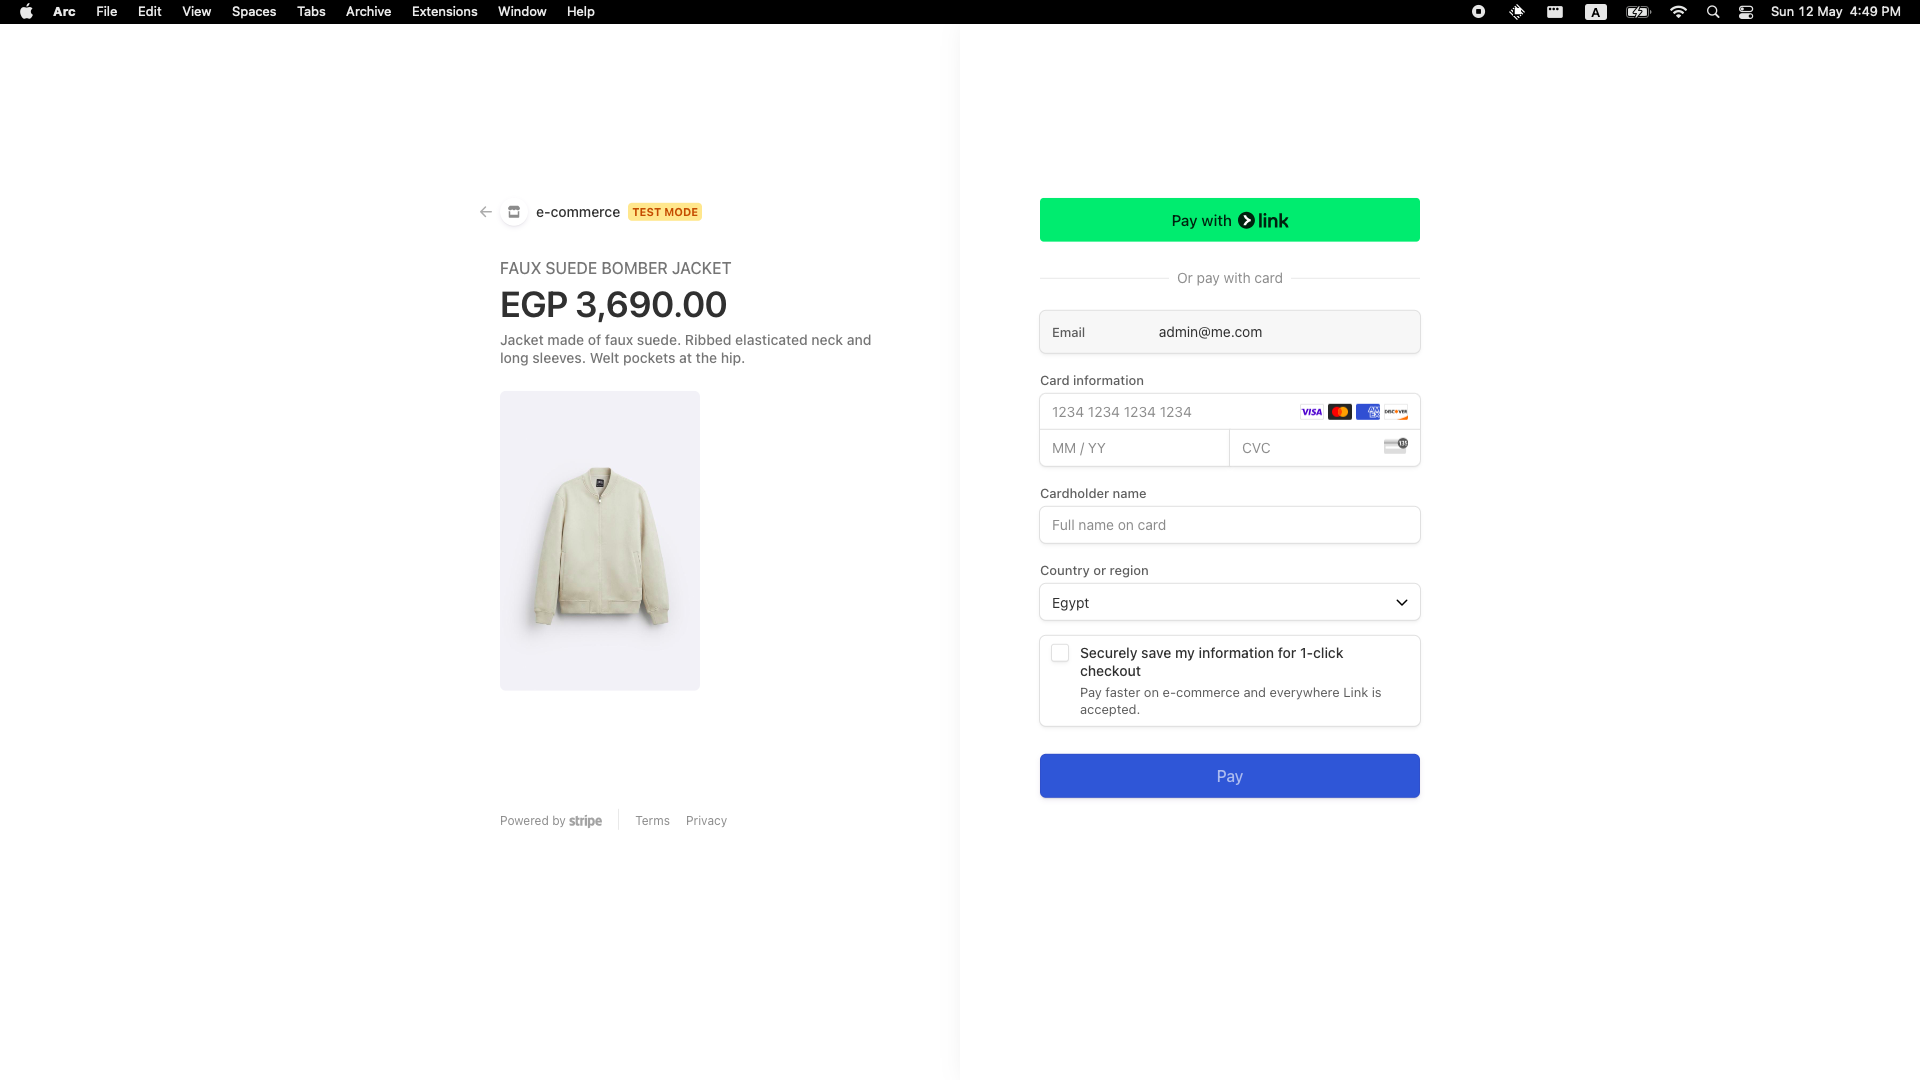 Arc File Edit View Spaces Tabs Archive Extensions Window Help
A Sun 12 May 4:49 PM
e-commerce TEST MODE
FAUX SUEDE BOMBER JACKET
EGP 3,690.00
Jacket made of faux suede. Ribbed elasticated neck and
long sleeves. Welt pockets at the hip.
Powered by stripe Terms Privacy
Pay with link
Or pay with card
Email admin@me.com
Card information
1234 1234 1234 1234 VISA DISCOVER
MM / YY CVC
Cardholder name
Full name on card
Country or region
Egypt
Securely save my information for 1-click
checkout
Pay faster on e-commerce and everywhere Link is
accepted.
Pay